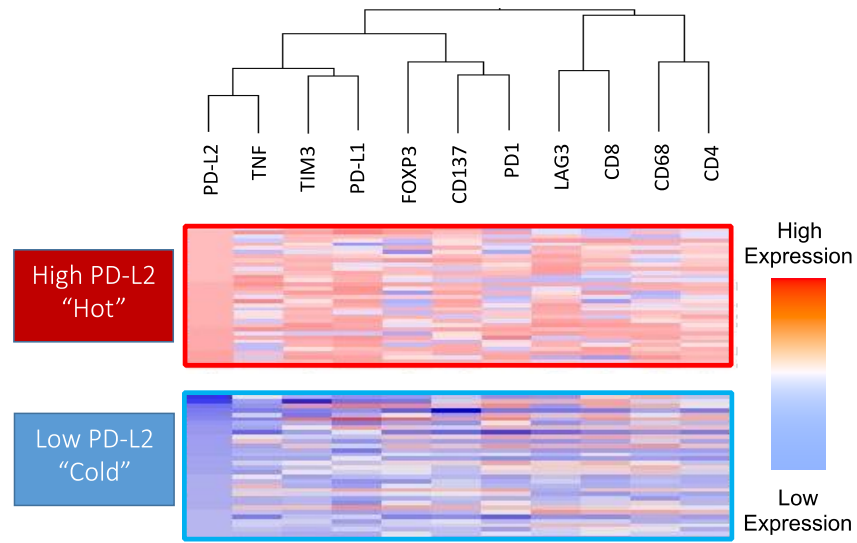 PD-L2
TNF
TIM3
PD-L1
FOXP3
CD137
PD1
LAG3
CD8
CD68
CD4
High PD-L2
“Hot”
High
Expression
Low PD-L2
“Cold”
Low
Expression